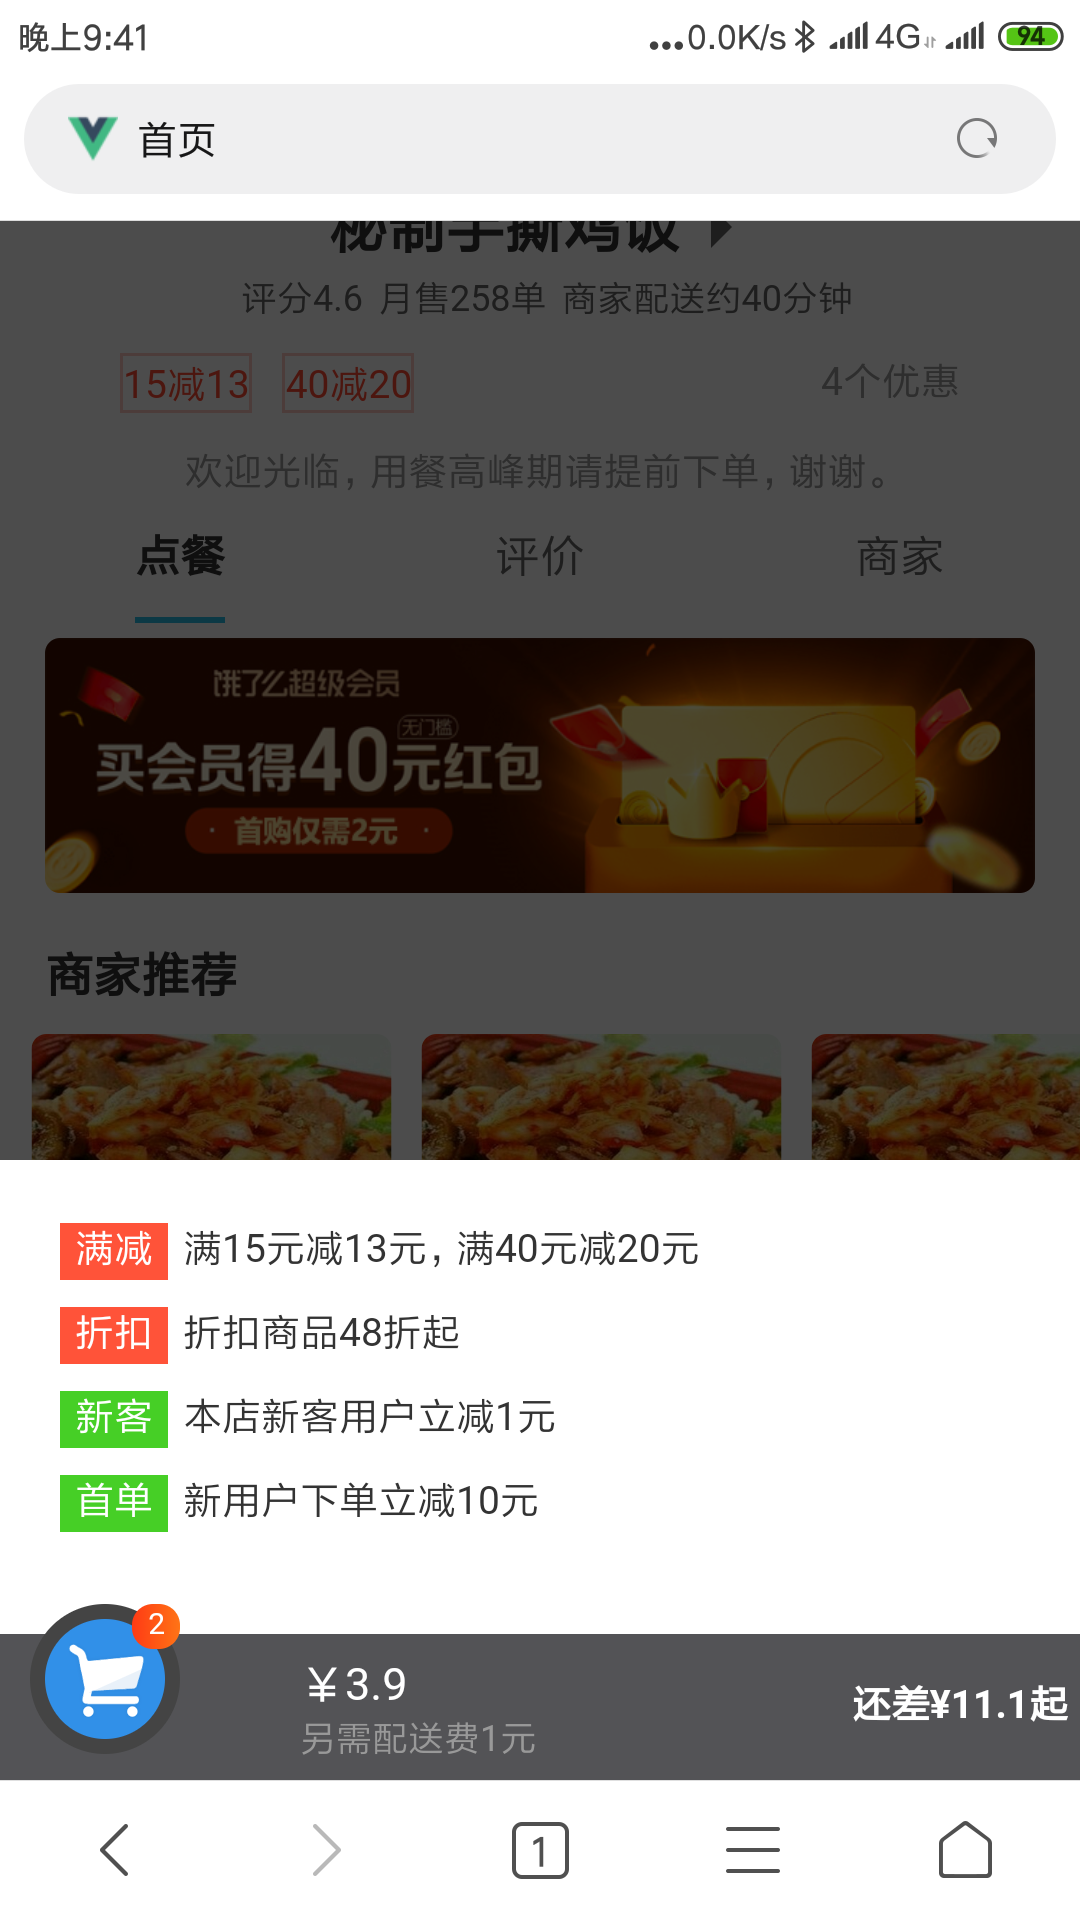 晚上9:41
...0.0K/s 4G 94
首页
秘制手撕鸡饭
评分4.6 月售258单 商家配送约40分钟
15减13 40减20 4个优惠
欢迎光临,用餐高峰期请提前下单,谢谢。
点餐 评价 商家
饿了么超级会员
买会员得40元红包 无门槛
· 首购仅需2元 ·
商家推荐
满减 满15元减13元,满40元减20元
折扣 折扣商品48折起
新客 本店新客用户立减1元
首单 新用户下单立减10元
2
¥3.9
另需配送费1元
还差¥11.1起
1